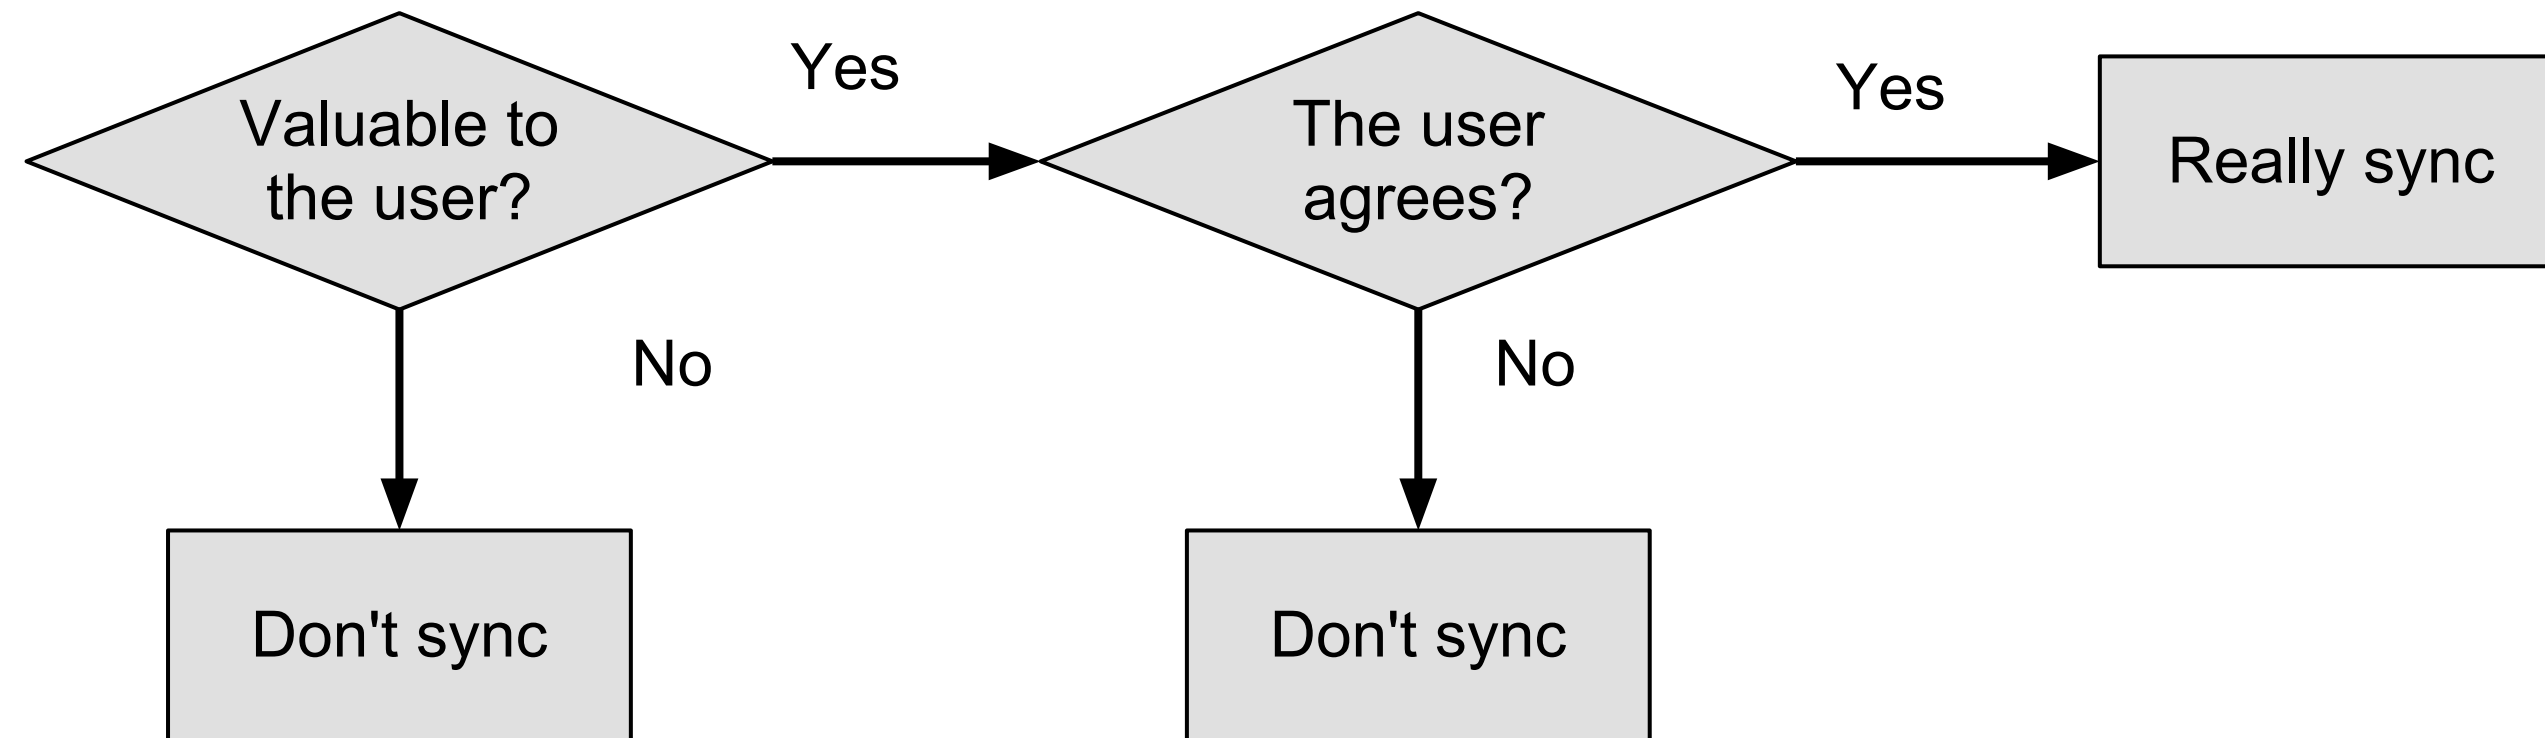 Valuable to
the user?
Yes
The user
agrees?
Yes
Really sync
No
No
Don't sync
Don't sync